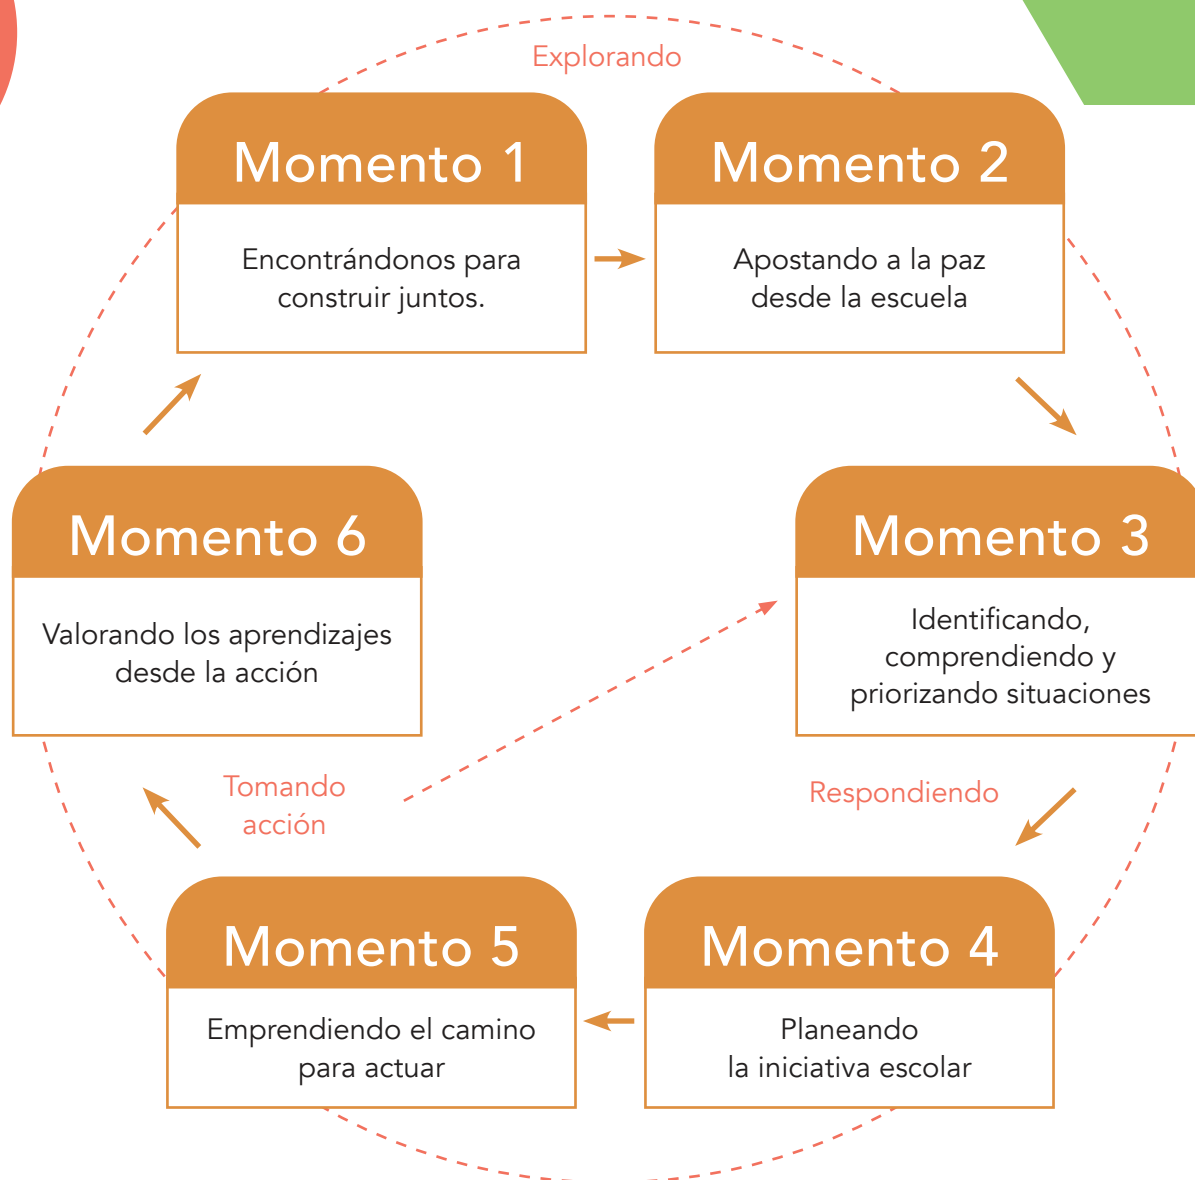 Explorando
Momento 1
Encontrándonos para
construir juntos.
Momento 2
Apostando a la paz
desde la escuela
Momento 3
Identificando,
comprendiendo y
priorizando situaciones
Respondiendo
Momento 4
Planeando
la iniciativa escolar
Momento 5
Emprendiendo el camino
para actuar
Tomando
acción
Momento 6
Valorando los aprendizajes
desde la acción